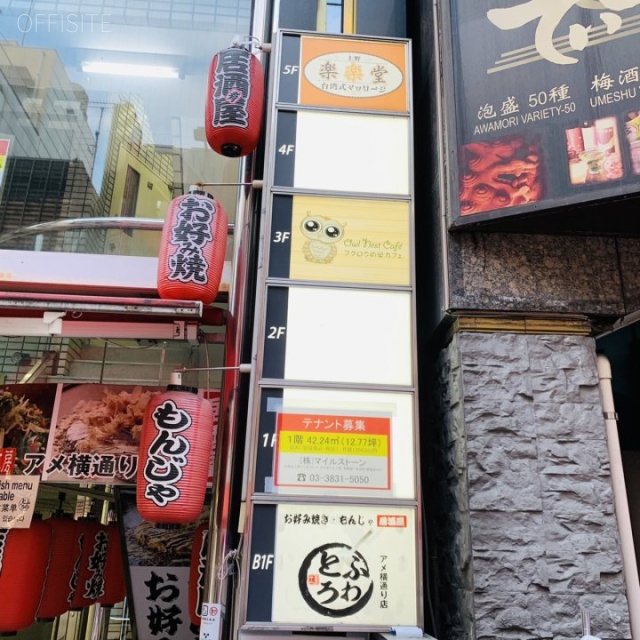 OFFISITE
居酒屋
お好み焼
もんじゃ
アメ横通り
5F
上野
楽楽堂
台湾式マッサージ
4F
3F
Owl Nest Café
フクロウの巣カフェ
2F
1F
テナント募集
1階 42.24㎡(12.77坪)
(株)マイルストーン
☎ 03-3831-5050
B1F
お好み焼き・もんじゃ
とろ
ふわ
アメ横通り店
泡盛 50種
AWAMORI VARIETY-50
梅酒
UMESHU
お好